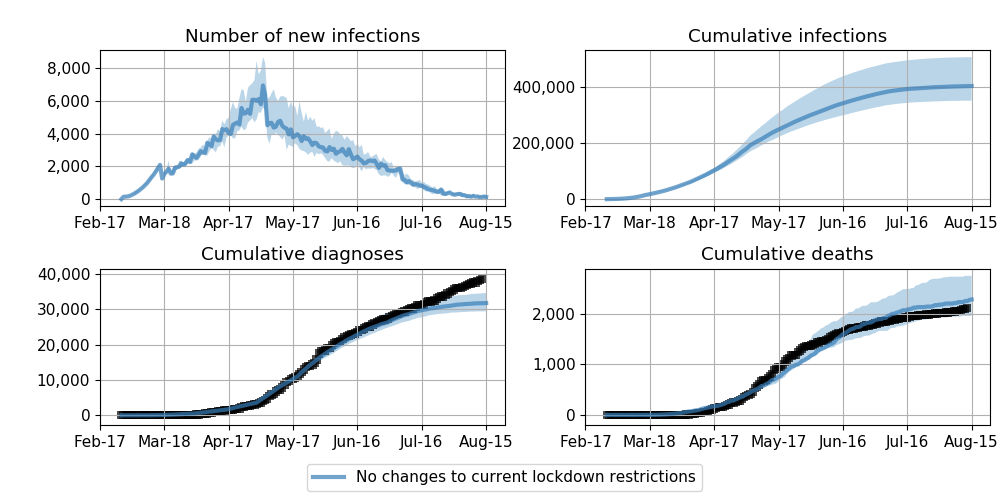 Number of new infections
8,000
6,000
4,000
2,000
0
Feb-17 Mar-18 Apr-17 May-17 Jun-16 Jul-16 Aug-15
Cumulative infections
400,000
200,000
0
Feb-17 Mar-18 Apr-17 May-17 Jun-16 Jul-16 Aug-15
Cumulative diagnoses
40,000
30,000
20,000
10,000
0
Feb-17 Mar-18 Apr-17 May-17 Jun-16 Jul-16 Aug-15
Cumulative deaths
2,000
1,000
0
Feb-17 Mar-18 Apr-17 May-17 Jun-16 Jul-16 Aug-15
No changes to current lockdown restrictions